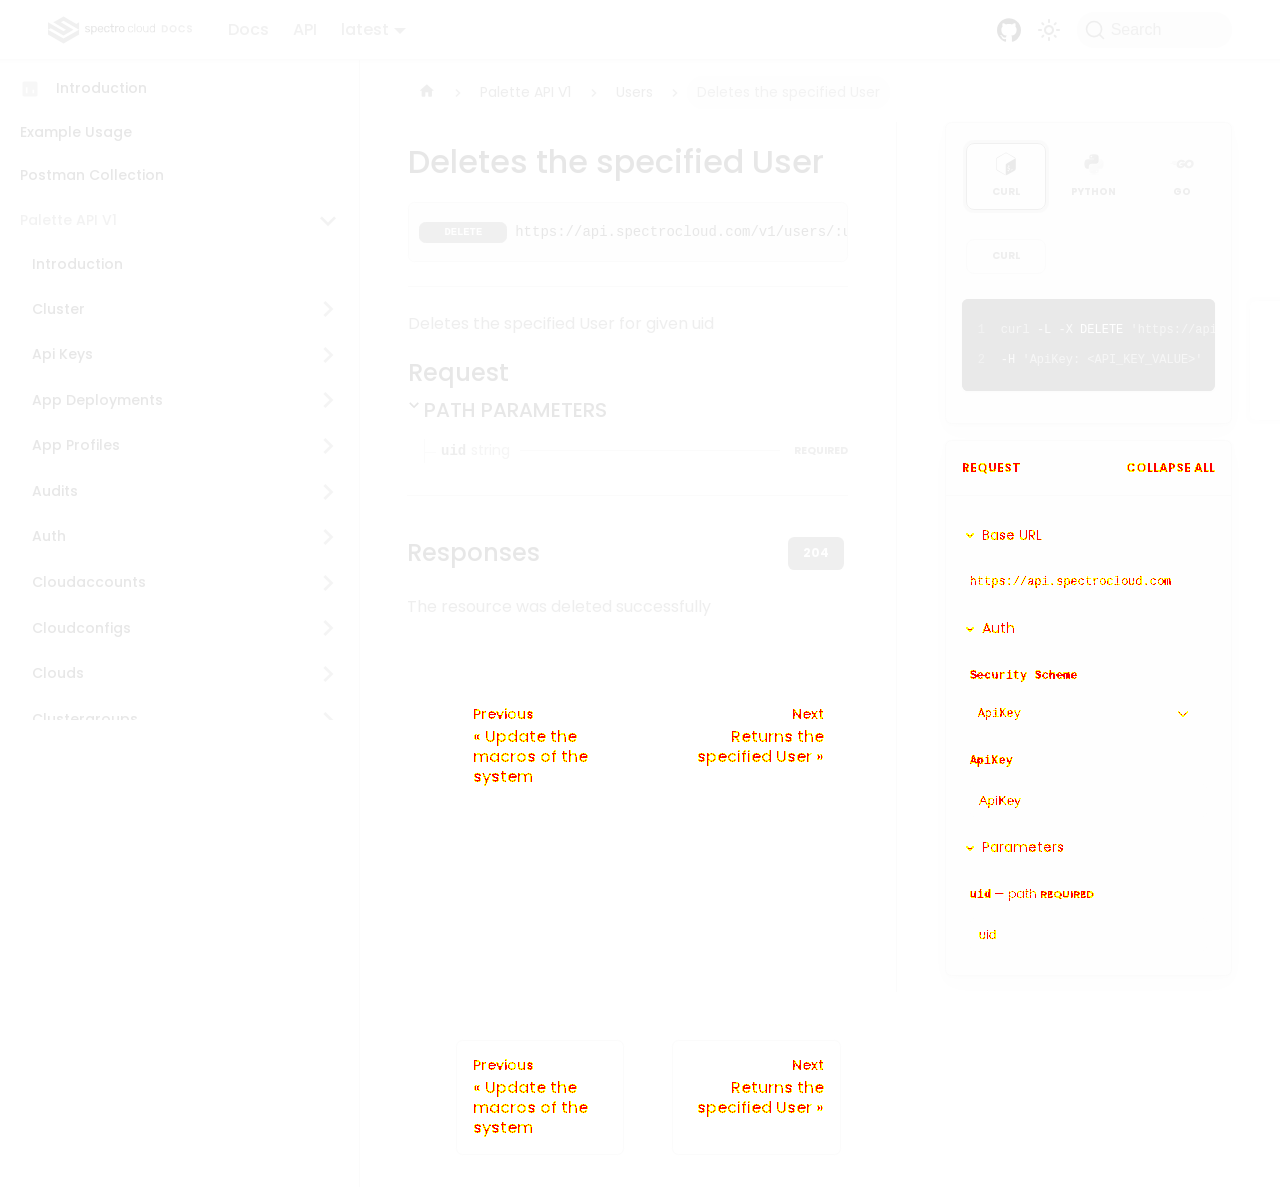 spectro cloud DOCS
Docs
API
latest
Search
Introduction
Example Usage
Postman Collection
Palette API V1
Introduction
Cluster
Api Keys
App Deployments
App Profiles
Audits
Auth
Cloudaccounts
Cloudconfigs
Clouds
Clustergroups
Palette API V1
Users
Deletes the specified User
Deletes the specified User
DELETE
https://api.spectrocloud.com/v1/users/:u
Deletes the specified User for given uid
Request
PATH PARAMETERS
uid string
REQUIRED
Responses
204
The resource was deleted successfully
Previous
« Update the
macros of the
system
Next
Returns the
specified User »
Previous
« Update the
macros of the
system
Next
Returns the
specified User »
CURL
PYTHON
GO
CURL
1 curl -L -X DELETE 'https://api
2 -H 'ApiKey: <API_KEY_VALUE>'
REQUEST
COLLAPSE ALL
Base URL
https://api.spectrocloud.com
Auth
Security Scheme
ApiKey
ApiKey
ApiKey
Parameters
uid — path REQUIRED
uid